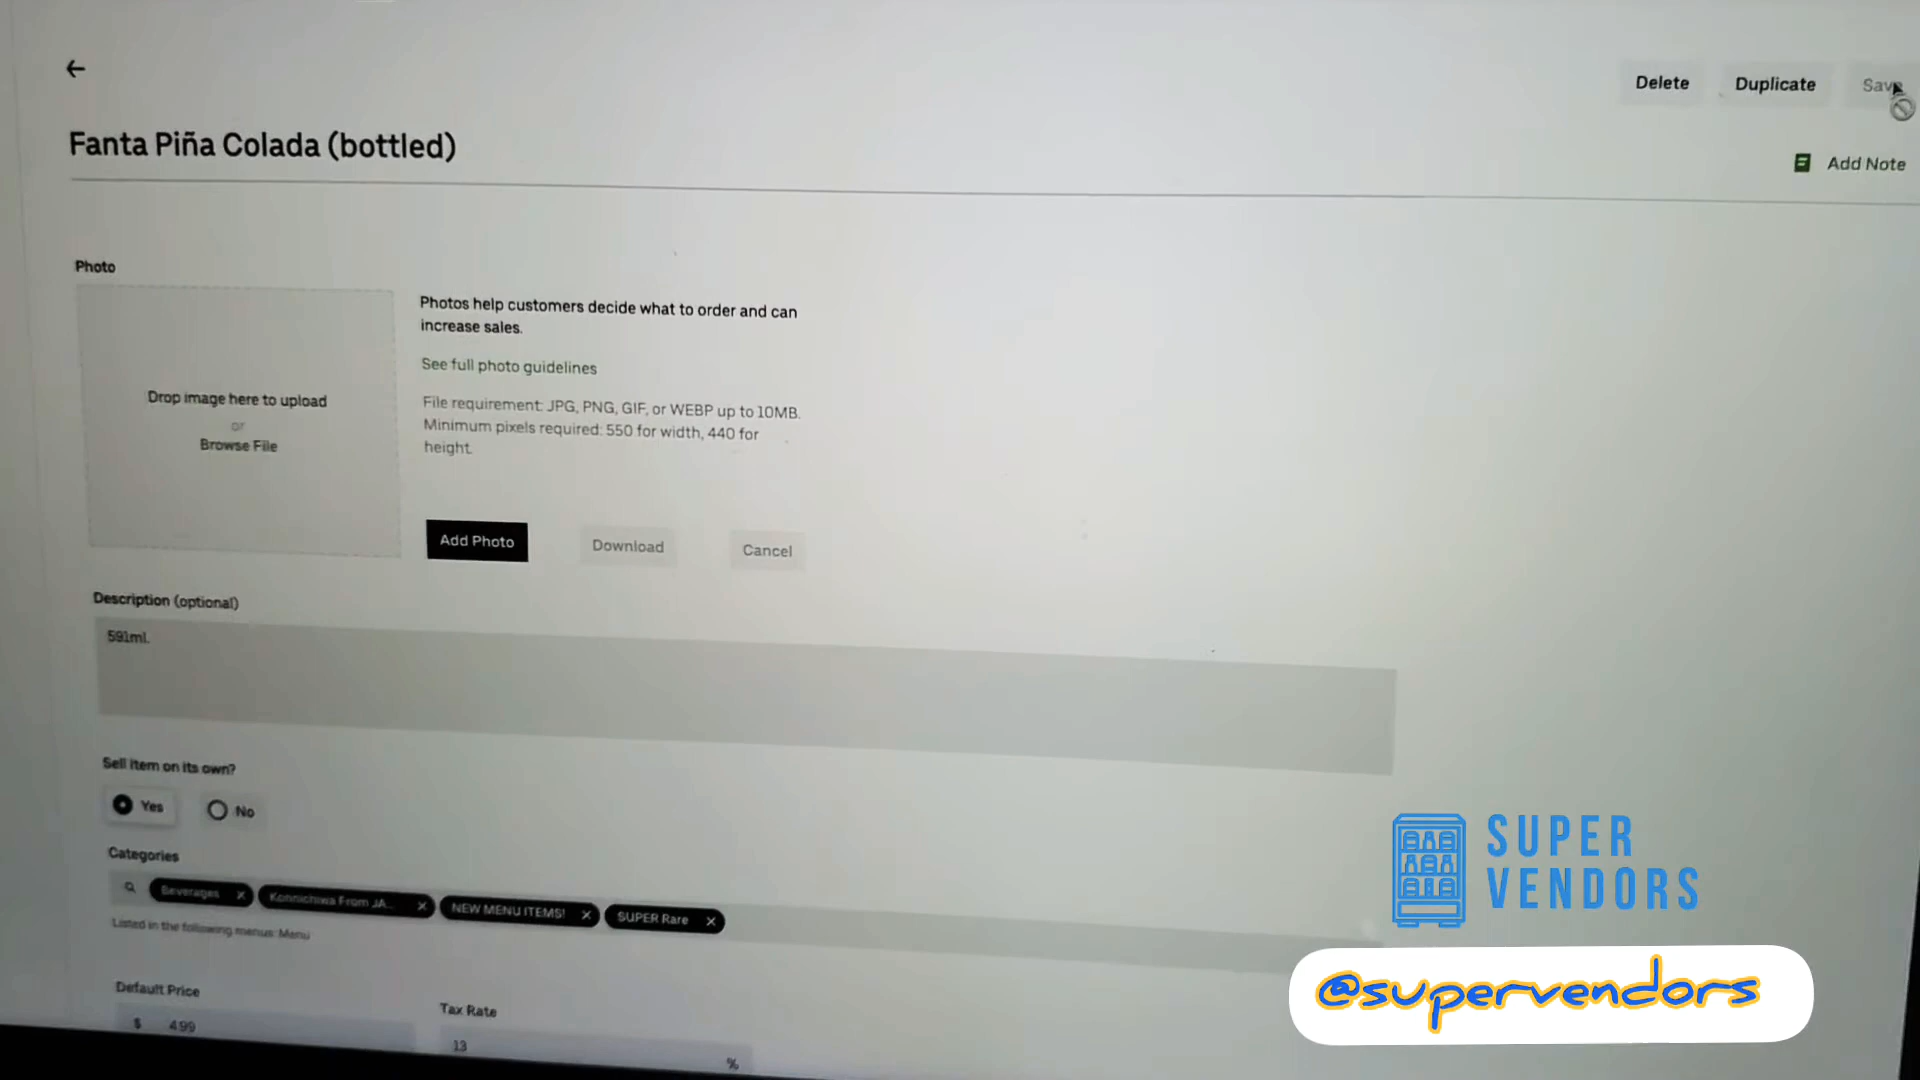 Delete
Duplicate
Save
Fanta Piña Colada (bottled)
Add Note
Photo
Drop image here to upload
or
Browse File
Photos help customers decide what to order and can
increase sales.
See full photo guidelines
File requirement: JPG, PNG, GIF, or WEBP up to 10MB.
Minimum pixels required: 550 for width, 440 for
height.
Add Photo
Download
Cancel
Description (optional)
591ml.
Sell item on its own?
Yes
No
Categories
Beverages
Konnichiwa From JA...
NEW MENU ITEMS!
SUPER Rare
Listed in the following menus: Menu
Default Price
$ 4.99
Tax Rate
13 %
SUPER
VENDORS
@supervendors